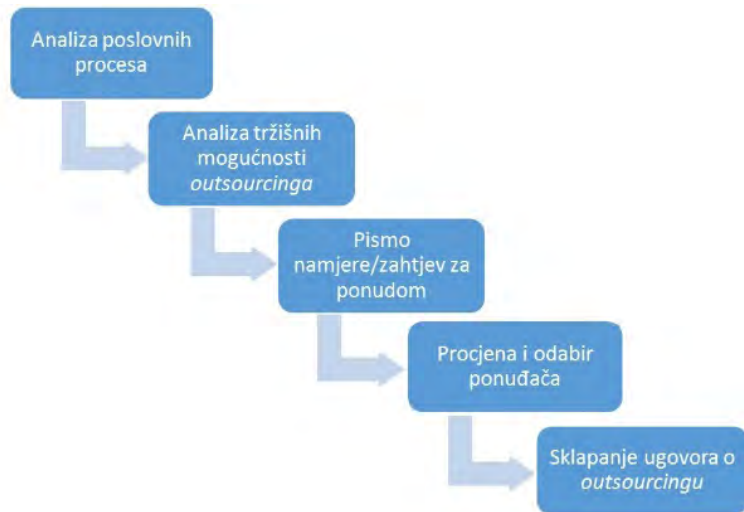 Analiza poslovnih
procesa
Analiza tržišnih
mogućnosti
outsourcinga
Pismo
namjere/zahtjev za
ponudom
Procjena i odabir
ponuđača
Sklapanje ugovora o
outsourcingu